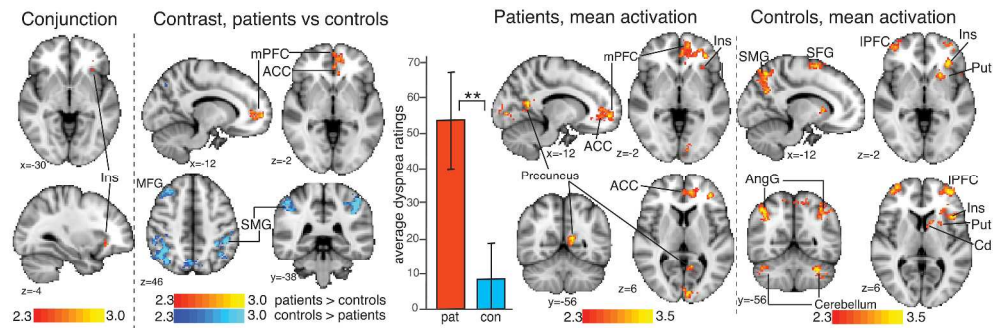 Conjunction
x=-30
Ins
z=-4
2.3
3.0
Contrast, patients vs controls
mPFC
ACC
x=-12
z=-2
MFG
SMG
z=46
y=-38
2.3
3.0
patients > controls
2.3
3.0
controls > patients
average dyspnea ratings
70
60
50
40
30
20
10
0
**
pat
con
Patients, mean activation
mPFC
Ins
ACC
x=-12
z=-2
Precuneus
ACC
y=-56
z=6
2.3
3.5
Controls, mean activation
SMG
SFG
lPFC
Ins
Put
x=-12
z=-2
AngG
lPFC
Ins
Put
Cd
y=-56
Cerebellum
z=6
2.3
3.5